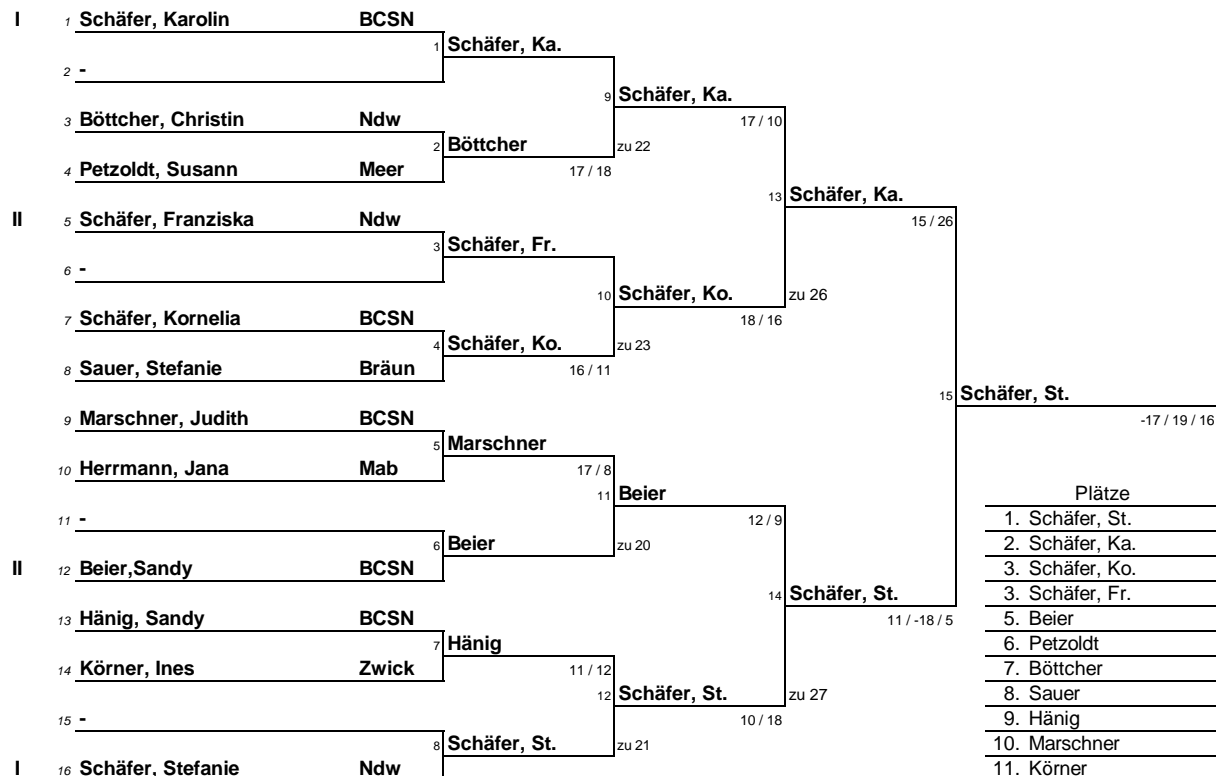 I 1 Schäfer, Karolin BCSN
1 Schäfer, Ka.
2 -
9 Schäfer, Ka.
3 Böttcher, Christin Ndw 17 / 10
2 Böttcher zu 22
4 Petzoldt, Susann Meer 17 / 18
13 Schäfer, Ka.
II 5 Schäfer, Franziska Ndw 15 / 26
3 Schäfer, Fr.
6 -
10 Schäfer, Ko. zu 26
7 Schäfer, Kornelia BCSN 18 / 16
4 Schäfer, Ko. zu 23
8 Sauer, Stefanie Bräun 16 / 11
15 Schäfer, St.
9 Marschner, Judith BCSN -17 / 19 / 16
5 Marschner
10 Herrmann, Jana Mab 17 / 8
11 Beier Plätze
11 - 12 / 9 1. Schäfer, St.
6 Beier zu 20 2. Schäfer, Ka.
II 12 Beier,Sandy BCSN 3. Schäfer, Ko.
14 Schäfer, St. 3. Schäfer, Fr.
13 Hänig, Sandy BCSN 11 / -18 / 5 5. Beier
7 Hänig 6. Petzoldt
14 Körner, Ines Zwick 11 / 12 7. Böttcher
12 Schäfer, St. zu 27 8. Sauer
15 - 10 / 18 9. Hänig
8 Schäfer, St. zu 21 10. Marschner
I 16 Schäfer, Stefanie Ndw 11. Körner